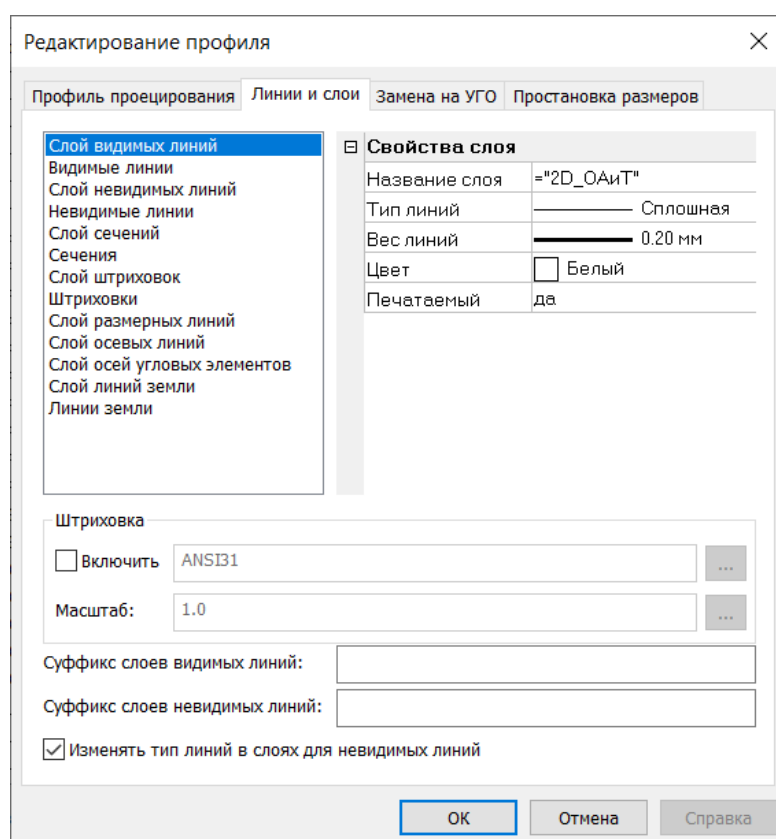 Редактирование профиля
Профиль проецирования Линии и слои Замена на УГО Простановка размеров
Слой видимых линий
Видимые линии
Слой невидимых линий
Невидимые линии
Слой сечений
Сечения
Слой штриховок
Штриховки
Слой размерных линий
Слой осевых линий
Слой осей угловых элементов
Слой линий земли
Линии земли
Свойства слоя
Название слоя ="2D_ОАиТ"
Тип линий Сплошная
Вес линий 0.20 мм
Цвет Белый
Печатаемый да
Штриховка
Включить ANSI31 ...
Масштаб: 1.0 ...
Суффикс слоев видимых линий:
Суффикс слоев невидимых линий:
Изменять тип линий в слоях для невидимых линий
ОК Отмена Справка